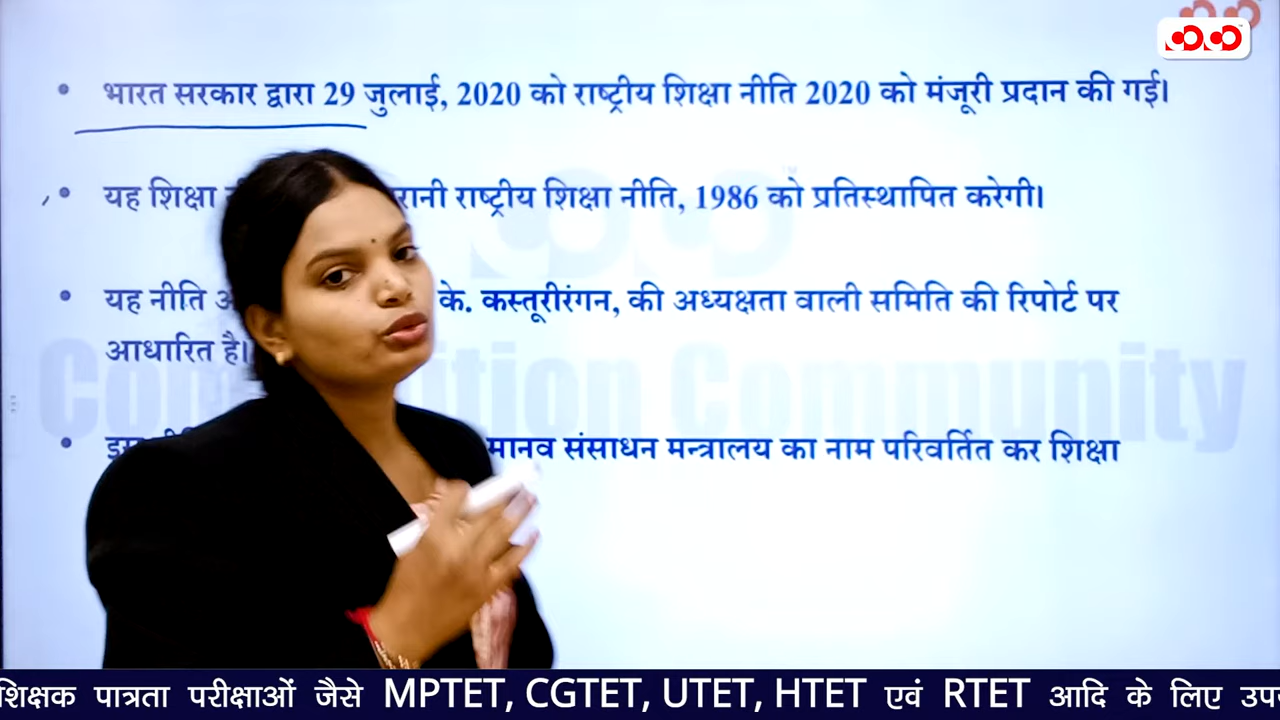 भारत सरकार द्वारा 29 जुलाई, 2020 को राष्ट्रीय शिक्षा नीति 2020 को मंजूरी प्रदान की गई।
यह शिक्षा राष्ट्रीय शिक्षा नीति, 1986 को प्रतिस्थापित करेगी।
यह नीति के. कस्तूरीरंगन, की अध्यक्षता वाली समिति की रिपोर्ट पर
आधारित है।
मानव संसाधन मन्त्रालय का नाम परिवर्तित कर शिक्षा
Community
शिक्षक पात्रता परीक्षाओं जैसे MPTET, CGTET, UTET, HTET एवं RTET आदि के लिए